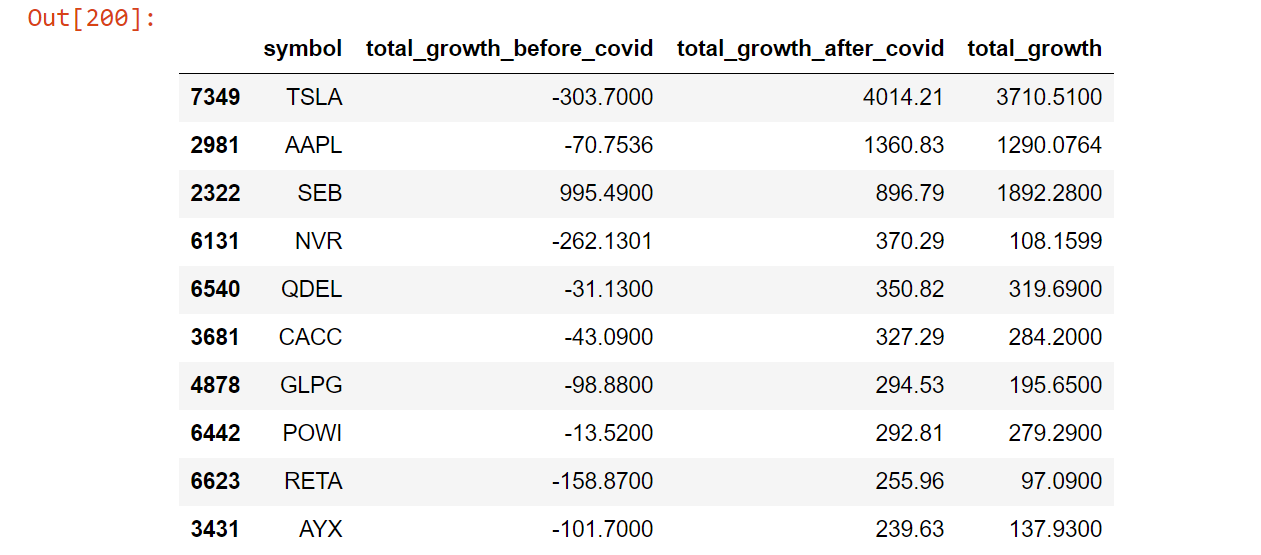 Out[200]:
symbol total_growth_before_covid total_growth_after_covid total_growth
7349 TSLA -303.7000 4014.21 3710.5100
2981 AAPL -70.7536 1360.83 1290.0764
2322 SEB 995.4900 896.79 1892.2800
6131 NVR -262.1301 370.29 108.1599
6540 QDEL -31.1300 350.82 319.6900
3681 CACC -43.0900 327.29 284.2000
4878 GLPG -98.8800 294.53 195.6500
6442 POWI -13.5200 292.81 279.2900
6623 RETA -158.8700 255.96 97.0900
3431 AYX -101.7000 239.63 137.9300